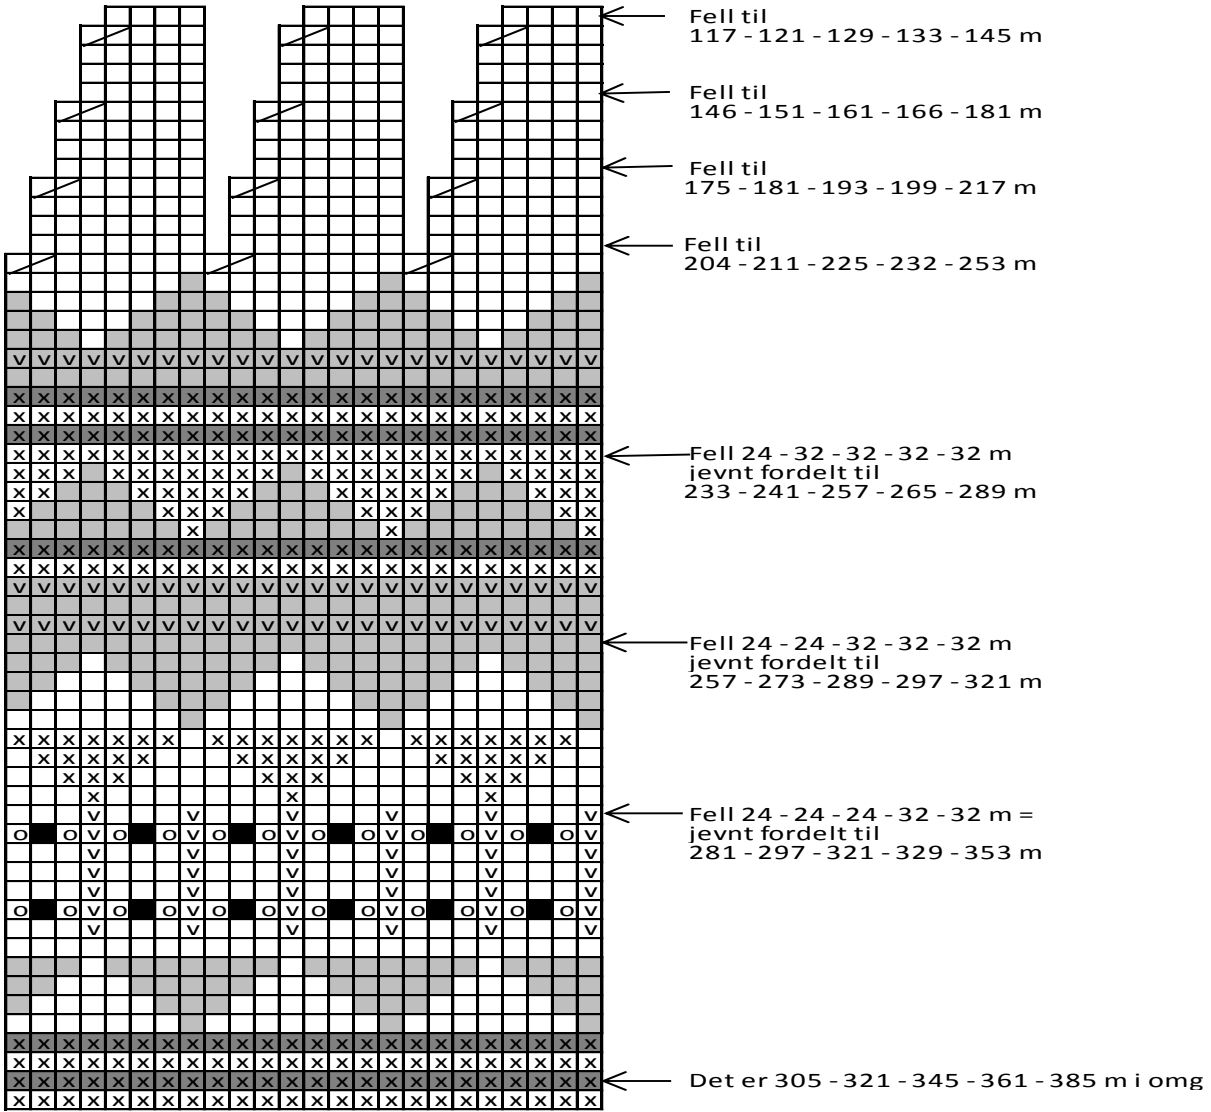 Fell til
117 - 121 - 129 - 133 - 145 m
Fell til
146 - 151 - 161 - 166 - 181 m
Fell til
175 - 181 - 193 - 199 - 217 m
Fell til
204 - 211 - 225 - 232 - 253 m
Fell 24 - 32 - 32 - 32 - 32 m
jevnt fordelt til
233 - 241 - 257 - 265 - 289 m
Fell 24 - 24 - 32 - 32 - 32 m
jevnt fordelt til
257 - 273 - 289 - 297 - 321 m
Fell 24 - 24 - 24 - 32 - 32 m =
jevnt fordelt til
281 - 297 - 321 - 329 - 353 m
Det er 305 - 321 - 345 - 361 - 385 m i omg